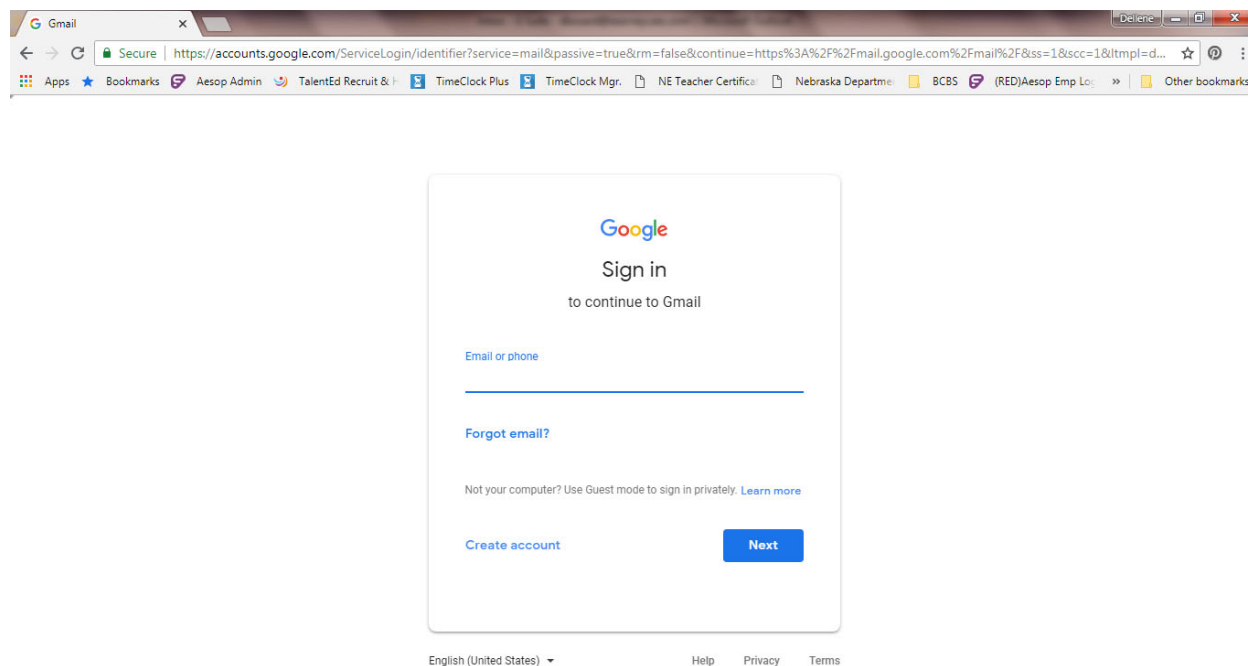 Gmail
Dellene
Secure | https://accounts.google.com/ServiceLogin/identifier?service=mail&passive=true&rm=false&continue=https%3A%2F%2Fmail.google.com%2Fmail%2F&ss=1&scc=1&ltmpl=d...
Apps Bookmarks Aesop Admin TalentEd Recruit & H TimeClock Plus TimeClock Mgr. NE Teacher Certifica Nebraska Departme BCBS (RED)Aesop Emp Log » Other bookmarks
Google
Sign in
to continue to Gmail
Email or phone
Forgot email?
Not your computer? Use Guest mode to sign in privately. Learn more
Create account Next
English (United States) Help Privacy Terms